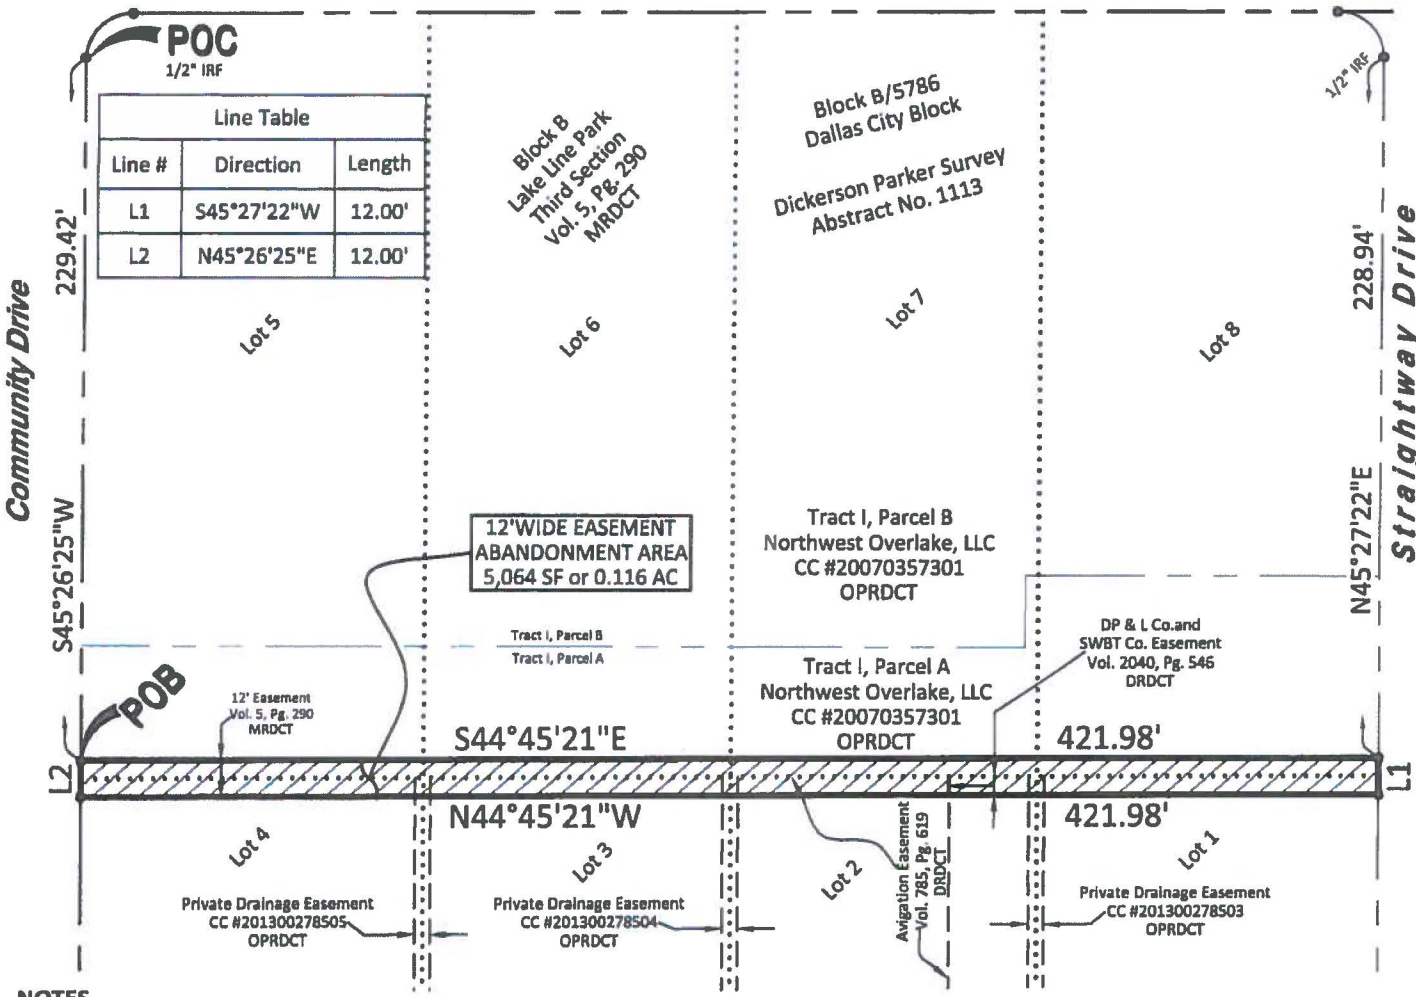 POC
1/2" IRF
1/2" IRF
Line Table
Line # Direction Length
L1 S45°27'22"W 12.00'
L2 N45°26'25"E 12.00'
Block B
Lake Line Park
Third Section
Vol. 5, Pg. 290
MRDCT
Block B/5786
Dallas City Block
Dickerson Parker Survey
Abstract No. 1113
229.42'
228.94'
Community Drive
Straightway Drive
Lot 5
Lot 6
Lot 7
Lot 8
S45°26'25"W
N45°27'22"E
12'WIDE EASEMENT
ABANDONMENT AREA
5,064 SF or 0.116 AC
Tract I, Parcel B
Northwest Overlake, LLC
CC #20070357301
OPRDCT
Tract I, Parcel B
Tract I, Parcel A
Tract I, Parcel A
Northwest Overlake, LLC
CC #20070357301
OPRDCT
DP & L Co.and
SWBT Co. Easement
Vol. 2040, Pg. 546
DRDCT
POB
12' Easement
Vol. 5, Pg. 290
MRDCT
S44°45'21"E 421.98'
L2
L1
N44°45'21"W 421.98'
Lot 4
Lot 3
Lot 2
Lot 1
Avigation Easement
Vol. 785, Pg. 619
DRDCT
Private Drainage Easement
CC #201300278505
OPRDCT
Private Drainage Easement
CC #201300278504
OPRDCT
Private Drainage Easement
CC #201300278503
OPRDCT
NOTES